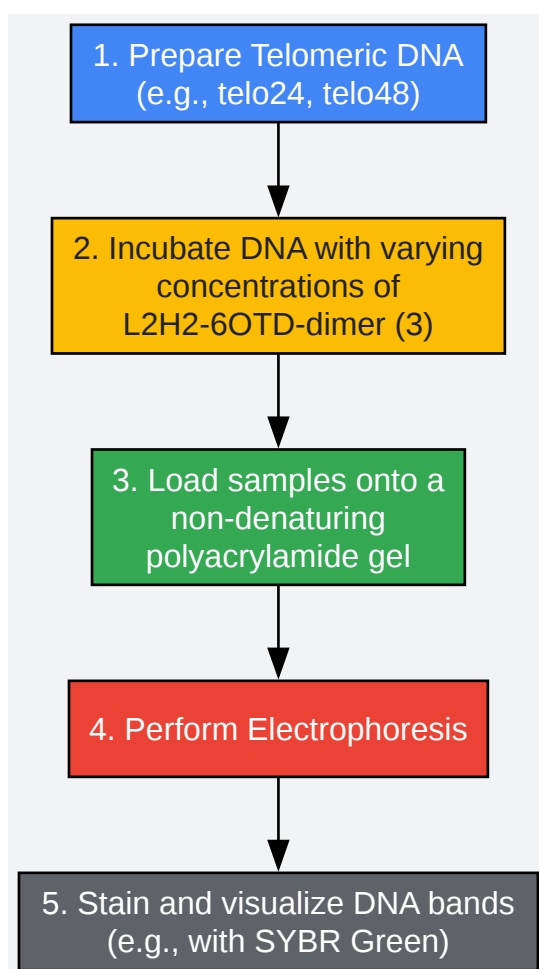 1. Prepare Telomeric DNA
(e.g., telo24, telo48)
2. Incubate DNA with varying
concentrations of
L2H2-6OTD-dimer (3)
3. Load samples onto a
non-denaturing
polyacrylamide gel
4. Perform Electrophoresis
5. Stain and visualize DNA bands
(e.g., with SYBR Green)